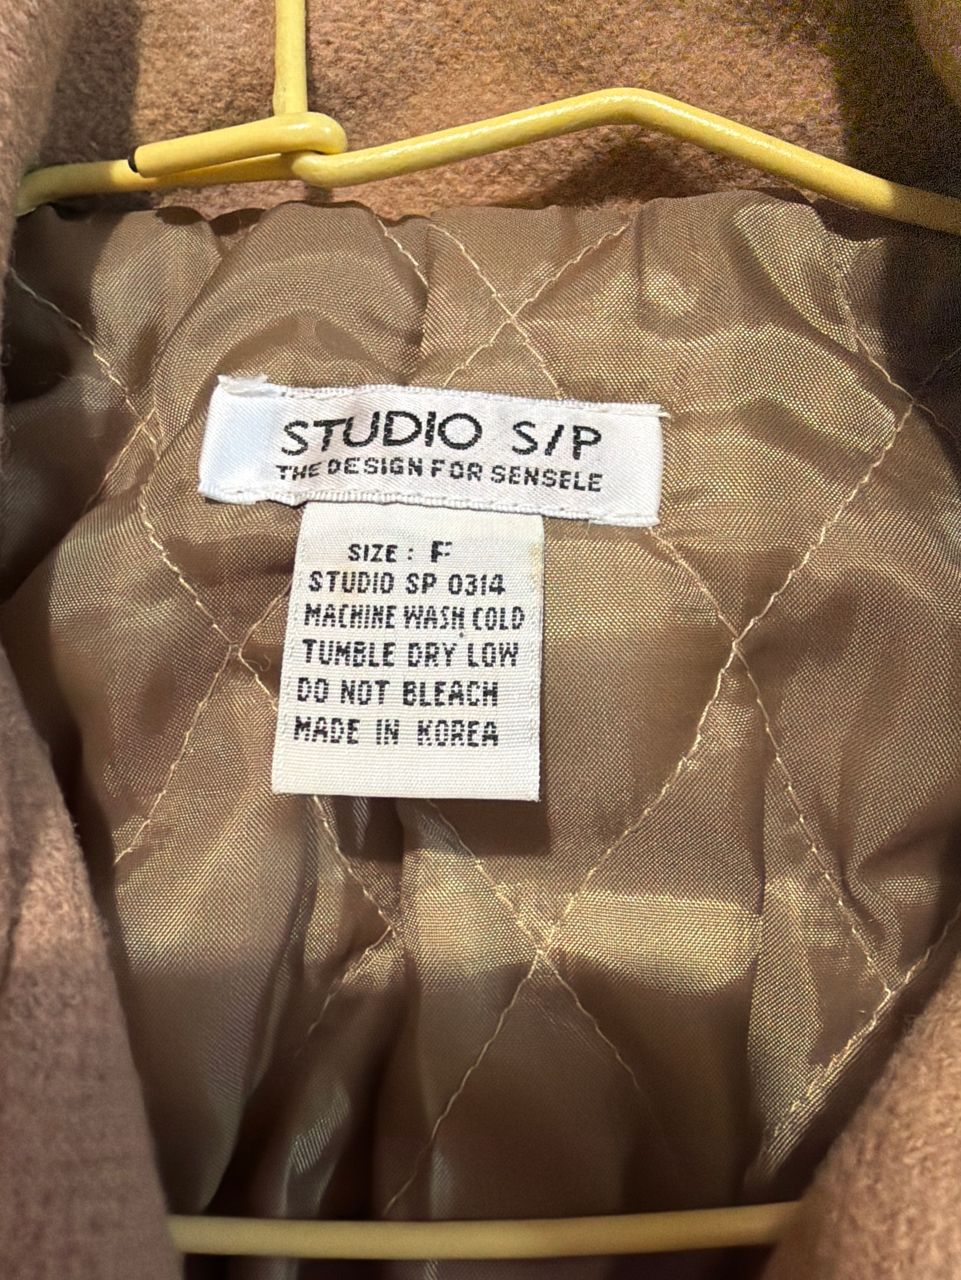 STUDIO S/P
THE DESIGN FOR SENSELE
SIZE : F
STUDIO SP 0314
MACHINE WASH COLD
TUMBLE DRY LOW
DO NOT BLEACH
MADE IN KOREA